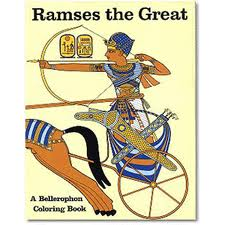 Ramses the Great
A Bellerophon
Coloring Book